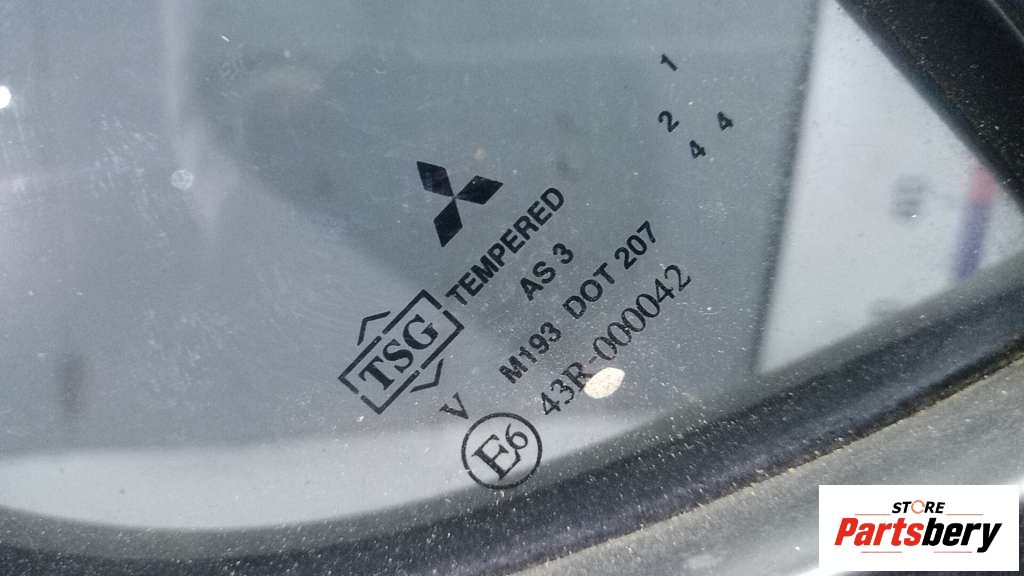 1
2
4 4
TEMPERED
AS 3
TSG
M193 DOT 207
V
E6
43R-000042
STORE
Partsbery